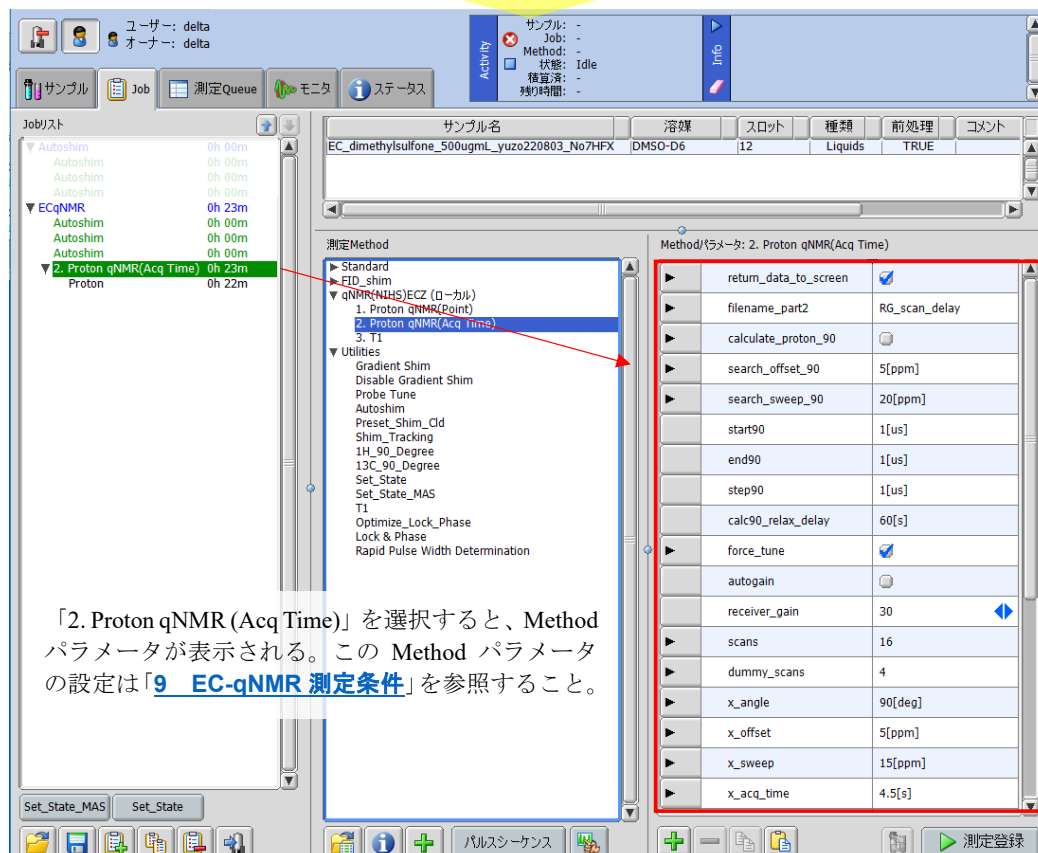 ユーザー: delta
オーナー: delta
Activity
サンプル: -
Job: -
Method: -
状態: Idle
積算済: -
残り時間: -
Info
サンプル
Job
測定Queue
モニタ
ステータス
Jobリスト
Autoshim 0h 00m
Autoshim 0h 00m
Autoshim 0h 00m
Autoshim 0h 00m
ECqNMR 0h 23m
Autoshim 0h 00m
Autoshim 0h 00m
Autoshim 0h 00m
2. Proton qNMR(Acq Time) 0h 23m
Proton 0h 22m
サンプル名 溶媒 スロット 種類 前処理 コメント
EC_dimethylsulfone_500ugmL_yuzo220803_No7HFX DMSO-D6 12 Liquids TRUE
測定Method
Standard
FID_shim
qNMR(NIHS)ECZ (ローカル)
1. Proton qNMR(Point)
2. Proton qNMR(Acq Time)
3. T1
Utilities
Gradient Shim
Disable Gradient Shim
Probe Tune
Autoshim
Preset_Shim_Cld
Shim_Tracking
1H_90_Degree
13C_90_Degree
Set_State
Set_State_MAS
T1
Optimize_Lock_Phase
Lock & Phase
Rapid Pulse Width Determination
Methodパラメータ: 2. Proton qNMR(Acq Time)
return_data_to_screen
filename_part2 RG_scan_delay
calculate_proton_90
search_offset_90 5[ppm]
search_sweep_90 20[ppm]
start90 1[us]
end90 1[us]
step90 1[us]
calc90_relax_delay 60[s]
force_tune
autogain
receiver_gain 30
scans 16
dummy_scans 4
x_angle 90[deg]
x_offset 5[ppm]
x_sweep 15[ppm]
x_acq_time 4.5[s]
「2. Proton qNMR (Acq Time)」を選択すると、Method
パラメータが表示される。この Method パラメータ
の設定は「9 EC-qNMR 測定条件」を参照すること。
Set_State_MAS
Set_State
パルスシーケンス
測定登録